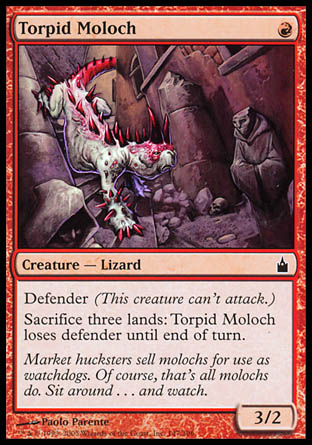 Torpid Moloch
Creature — Lizard
Defender (This creature can't attack.)
Sacrifice three lands: Torpid Moloch
loses defender until end of turn.
Market hucksters sell molochs for use as
watchdogs. Of course, that's all molochs
do. Sit around . . . and watch.
Paolo Parente
3/2